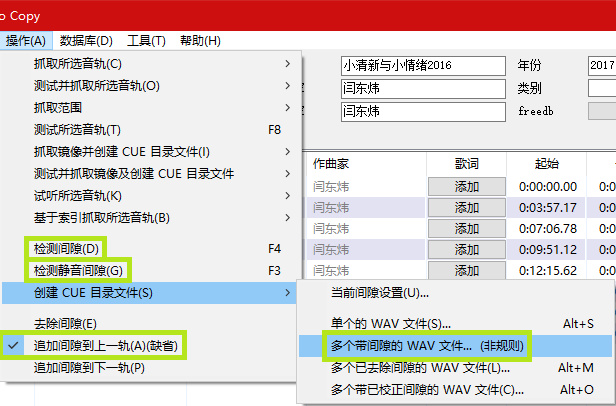 o Copy
操作(A) 数据库(D) 工具(T) 帮助(H)
抓取所选音轨(C)
测试并抓取所选音轨(O)
抓取范围
测试所选音轨(T) F8
抓取镜像并创建 CUE 目录文件(I)
测试并抓取镜像及创建 CUE 目录文件
试听所选音轨(K)
基于索引抓取所选音轨(B)
检测间隙(D) F4
检测静音间隙(G) F3
创建 CUE 目录文件(S)
去除间隙(E)
追加间隙到上一轨(A)(缺省)
追加间隙到下一轨(P)
小清新与小情绪2016 年份 2017
闫东炜 类别
闫东炜 freedb
作曲家 歌词 起始
闫东炜 添加 0:00:00.00 0:0
闫东炜 添加 0:03:57.17 0:0
闫东炜 添加 0:07:06.78 0:0
闫东炜 添加 0:09:51.12 0:0
闫东炜 添加 0:12:15.62 0:0
当前间隙设置(U)...
单个的 WAV 文件(S)... Alt+S
多个带间隙的 WAV 文件... (非规则)
多个已去除间隙的 WAV 文件(L)... Alt+M
多个带已校正间隙的 WAV 文件(C)... Alt+O